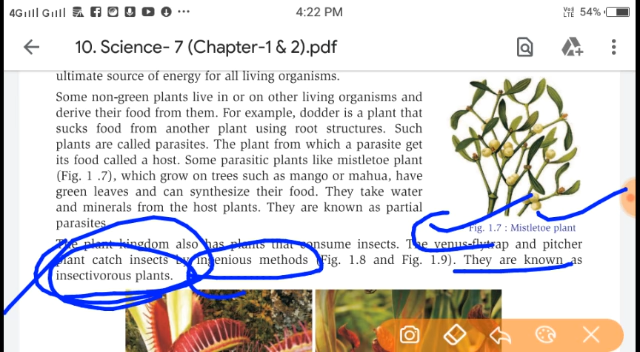 4G 4:22 PM LTE 54%
10. Science- 7 (Chapter-1 & 2).pdf
ultimate source of energy for all living organisms.
Some non-green plants live in or on other living organisms and
derive their food from them. For example, dodder is a plant that
sucks food from another plant using root structures. Such
plants are called parasites. The plant from which a parasite get
its food called a host. Some parasitic plants like mistletoe plant
(Fig. 1 .7), which grow on trees such as mango or mahua, have
green leaves and can synthesize their food. They take water
and minerals from the host plants. They are known as partial
parasites.
Fig. 1.7 : Mistletoe plant
The plant kingdom also has plants that consume insects. The venus-flytrap and pitcher
plant catch insects by ingenious methods (Fig. 1.8 and Fig. 1.9). They are known as
insectivorous plants.